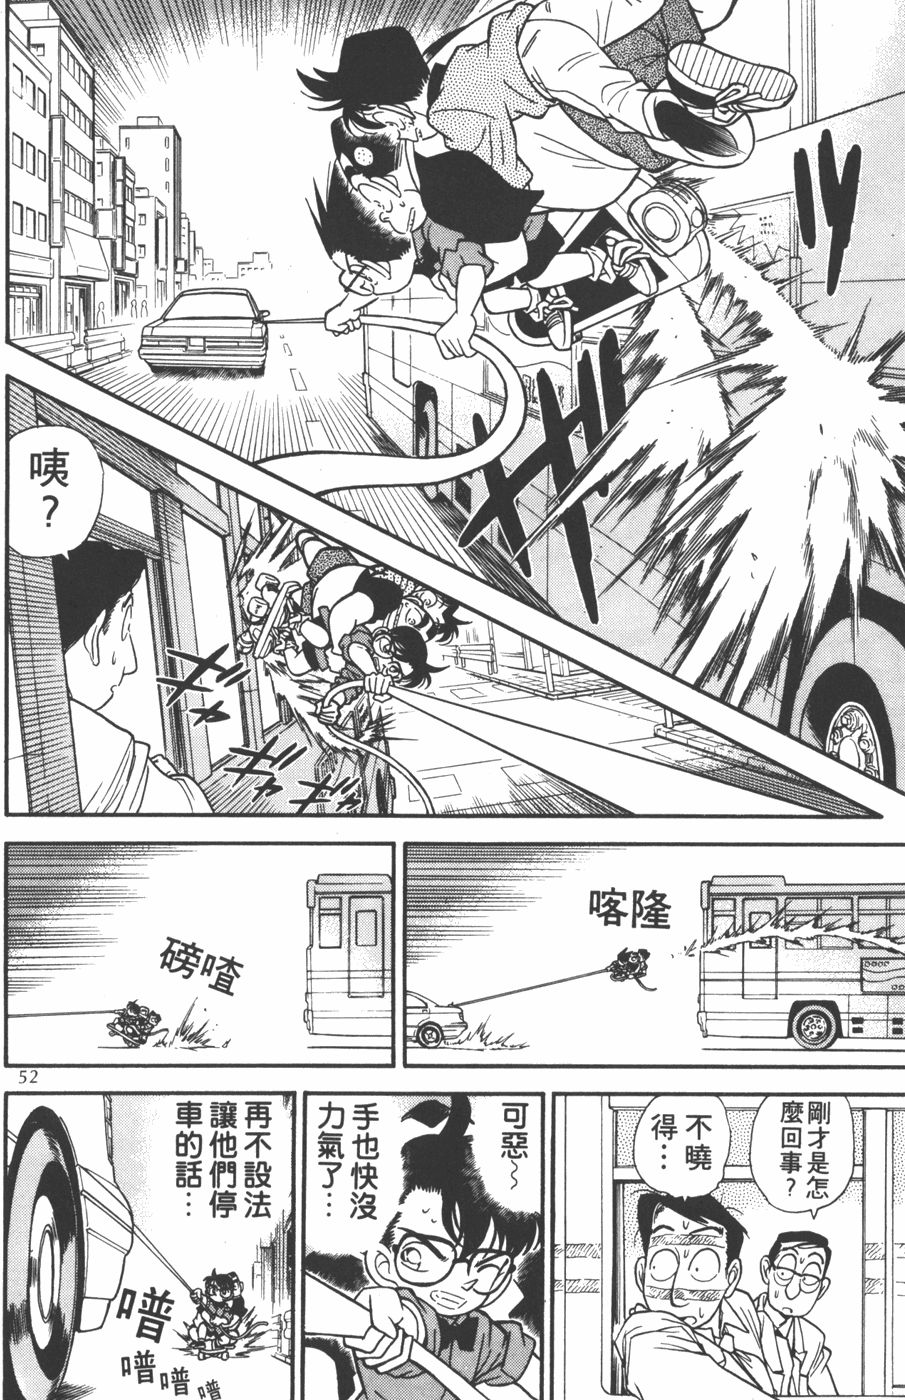 咦?
喀隆
磅喳
剛才是怎
麼回事?
不曉
得…
可惡~
手也快沒
力氣了…
再不設法
讓他們停
車的話…
噌
噌
噌
噌
52